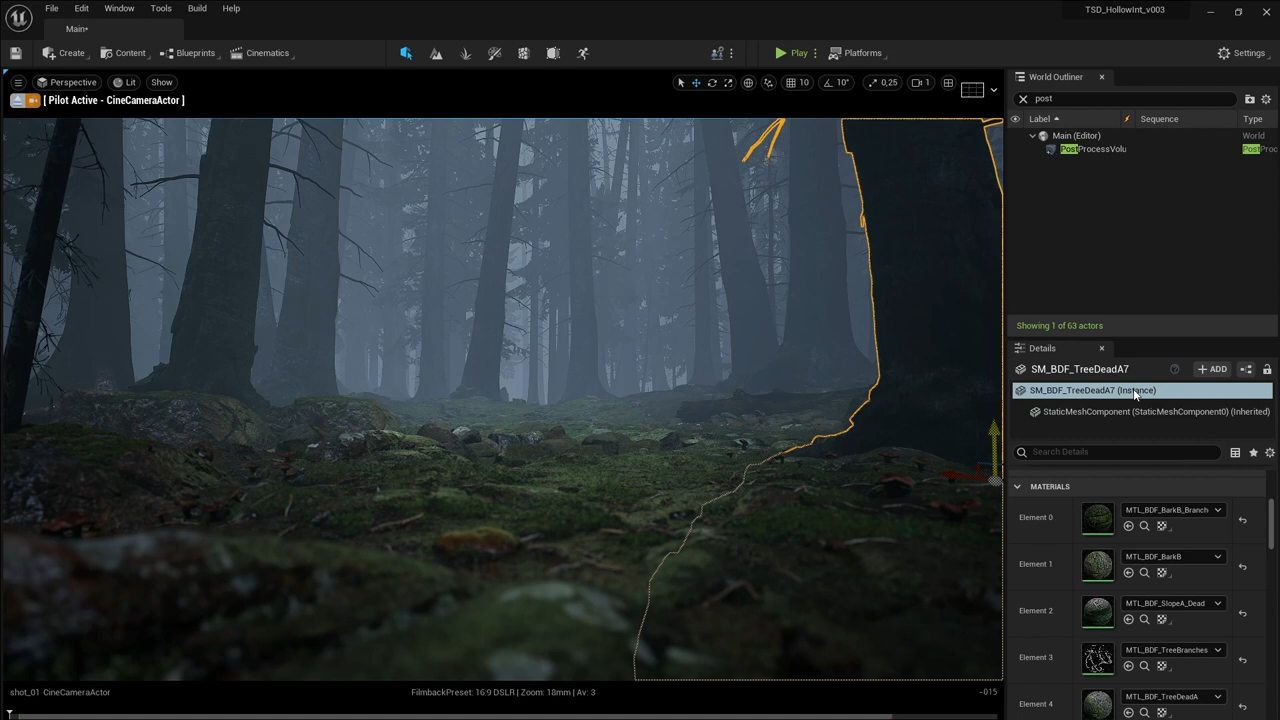 File Edit Window Tools Build Help
TSD_HollowInt_v003
Main•
Create Content Blueprints Cinematics Play Platforms Settings
Perspective Lit Show 10 10° 0,25 1
[ Pilot Active - CineCameraActor ]
World Outliner
post
Label Sequence Type
Main (Editor) World
PostProcessVolu PostProc
Showing 1 of 63 actors
Details
SM_BDF_TreeDeadA7 ADD
SM_BDF_TreeDeadA7 (Instance)
StaticMeshComponent (StaticMeshComponent0) (Inherited)
Search Details
MATERIALS
Element 0 MTL_BDF_BarkB_Branch
Element 1 MTL_BDF_BarkB
Element 2 MTL_BDF_SlopeA_Dead
Element 3 MTL_BDF_TreeBranches
Element 4 MTL_BDF_TreeDeadA
shot_01 CineCameraActor FilmbackPreset: 16:9 DSLR | Zoom: 18mm | Av: 3 -015